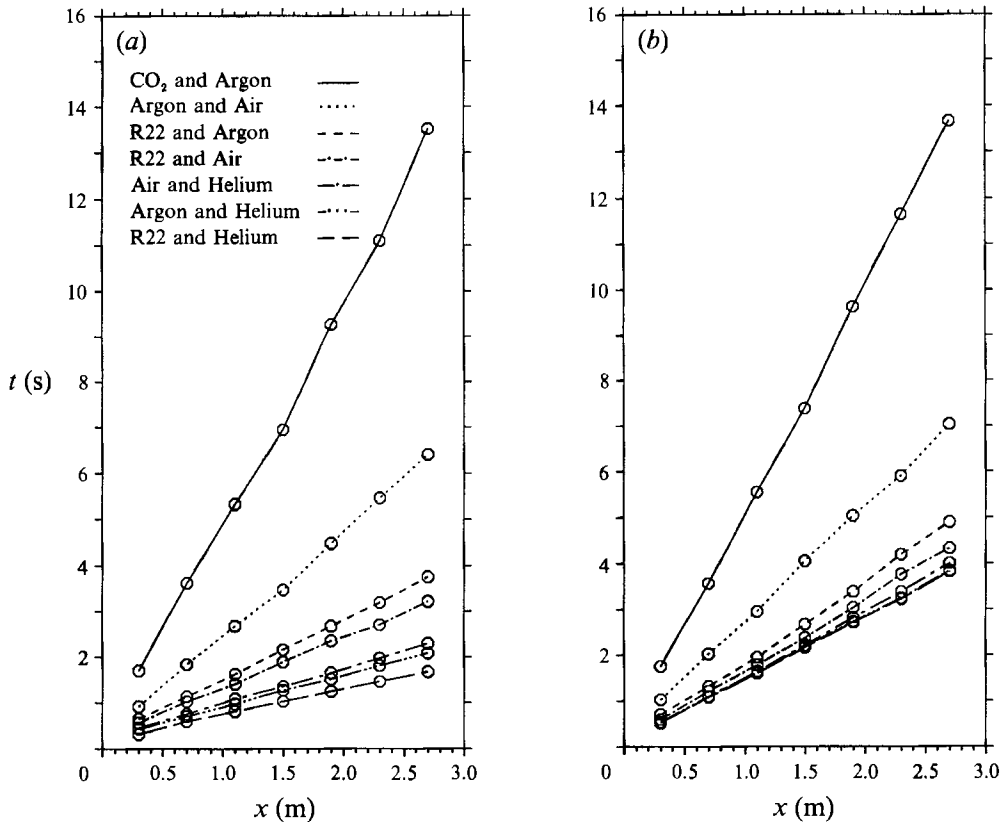 (a)
CO₂ and Argon
Argon and Air
R22 and Argon
R22 and Air
Air and Helium
Argon and Helium
R22 and Helium
16
14
12
10
8
6
4
2
0
t (s)
0.5 1.0 1.5 2.0 2.5 3.0
x (m)
(b)
16
14
12
10
8
6
4
2
0
0.5 1.0 1.5 2.0 2.5 3.0
x (m)